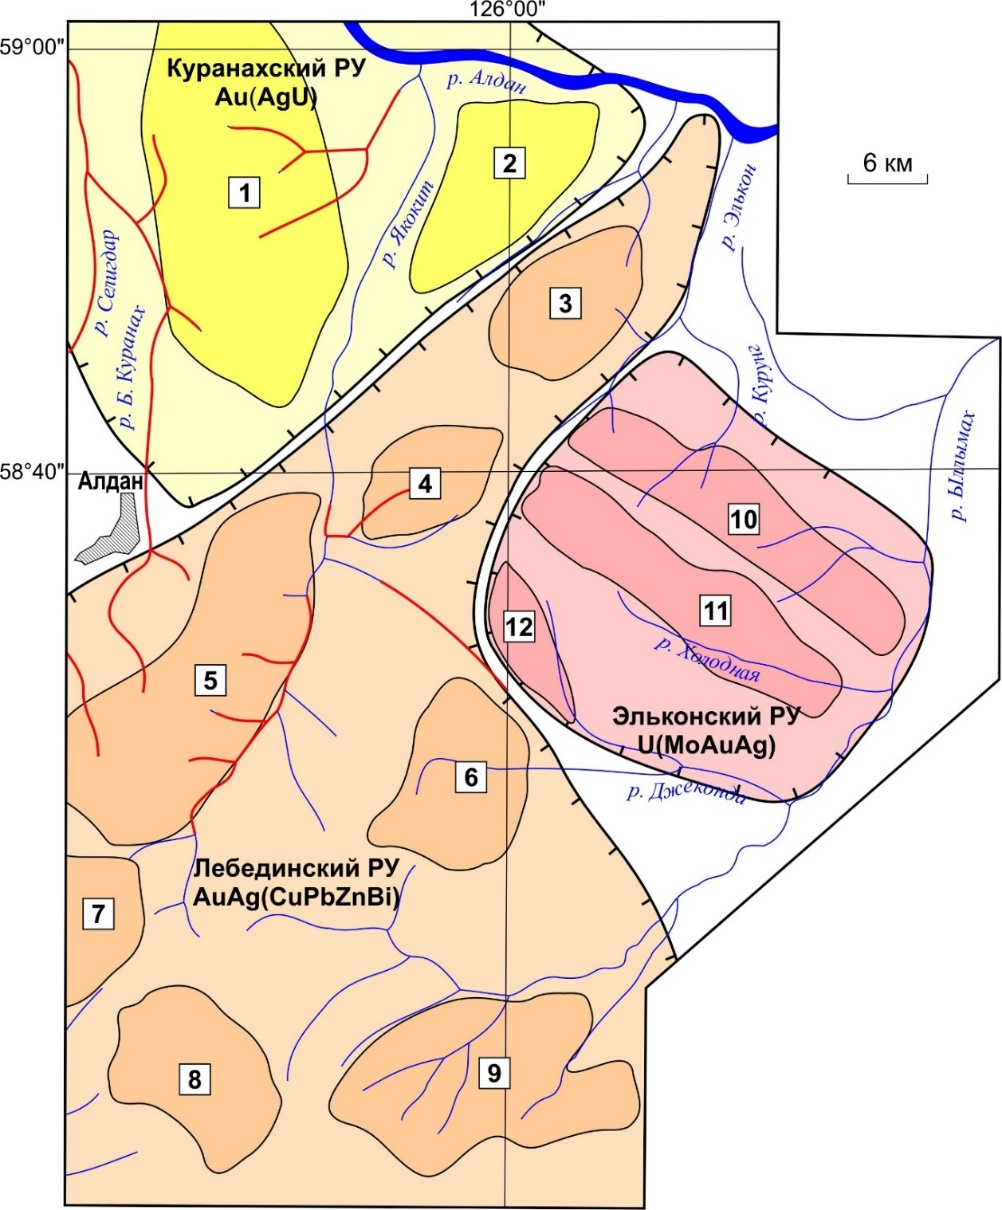 126°00"
59°00"
Куранахский РУ
Au(AgU)
р. Алдан
6 км
1
2
р. Якокит
р. Элькон
р. Селигдар
р. Б. Куранах
3
р. Курунг
58°40"
Алдан
4
р. Ыллымах
10
11
12
р. Холодная
5
Эльконский РУ
U(MoAuAg)
6
р. Джеконда
Лебединский РУ
AuAg(CuPbZnBi)
7
8
9